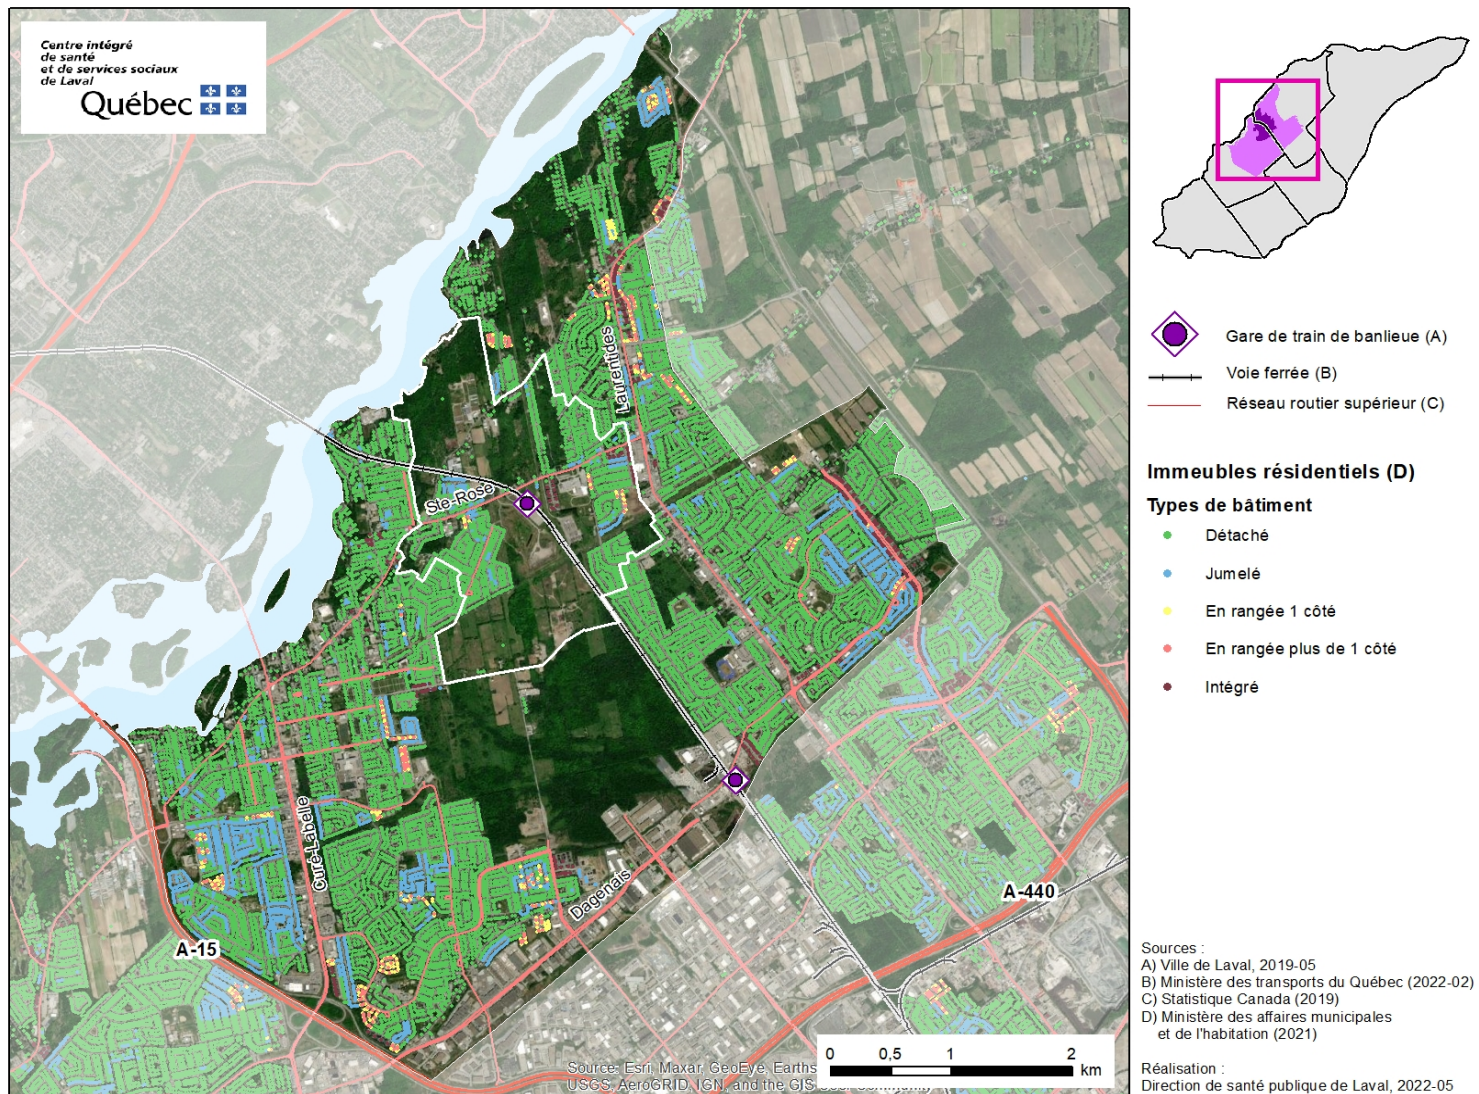 Centre intégré
de santé
et de services sociaux
de Laval
Québec
Laurentides
Ste-Rose
Curé-Labelle
Dagenais
A-15
A-440
Gare de train de banlieue (A)
Voie ferrée (B)
Réseau routier supérieur (C)
Immeubles résidentiels (D)
Types de bâtiment
Détaché
Jumelé
En rangée 1 côté
En rangée plus de 1 côté
Intégré
Sources :
A) Ville de Laval, 2019-05
B) Ministère des transports du Québec (2022-02)
C) Statistique Canada (2019)
D) Ministère des affaires municipales
et de l'habitation (2021)
Réalisation :
Direction de santé publique de Laval, 2022-05
0 0,5 1 2
km
Source: Esri, Maxar, GeoEye, Earths
USGS, AeroGRID, IGN, and the GIS User Community